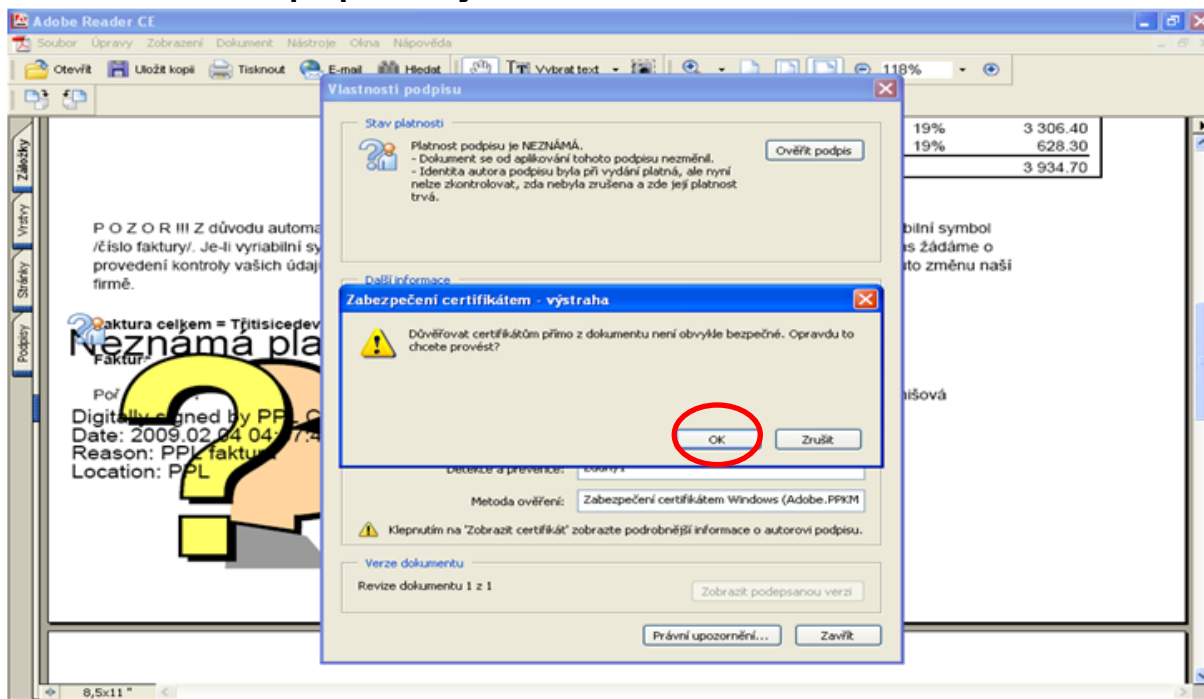 Adobe Reader CE
Soubor Úpravy Zobrazení Dokument Nástroje Okna Nápověda
Otevřít Uložit kopii Tisknout E-mail Hledat Vybrat text 118%
Vlastnosti podpisu
Stav platnosti
Platnost podpisu je NEZNÁMÁ.
- Dokument se od aplikování tohoto podpisu nezměnil.
- Identita autora podpisu byla při vydání platná, ale nyní
nelze zkontrolovat, zda nebyla zrušena a zde její platnost
trvá.
Ověřit podpis
19% 3 306.40
19% 628.30
3 934.70
Záložky
Vrstvy
Stránky
Podpisy
P O Z O R !!! Z důvodu automa bilní symbol
/číslo faktury/. Je-li vyriabilní sy ás žádáme o
provedení kontroly vašich údaj to změnu naší
firmě.
Další informace
Zabezpečení certifikátem - výstraha
Důvěřovat certifikátům přímo z dokumentu není obvykle bezpečné. Opravdu to
chcete provést?
OK Zrušit
Faktura celkem = Třitisícedev
Neznámá pla
Faktur
Poř išová
Digitally signed by PPL C
Date: 2009.02.04 04: 7:4
Reason: PPL faktura
Location: PPL
Detekce a prevence: Žádný i
Metoda ověření: Zabezpečení certifikátem Windows (Adobe.PPKM
Klepnutím na 'Zobrazit certifikát' zobrazte podrobnější informace o autorovi podpisu.
Verze dokumentu
Revize dokumentu 1 z 1
Zobrazit podepsanou verzi
Právní upozornění... Zavřít
8,5x11 "